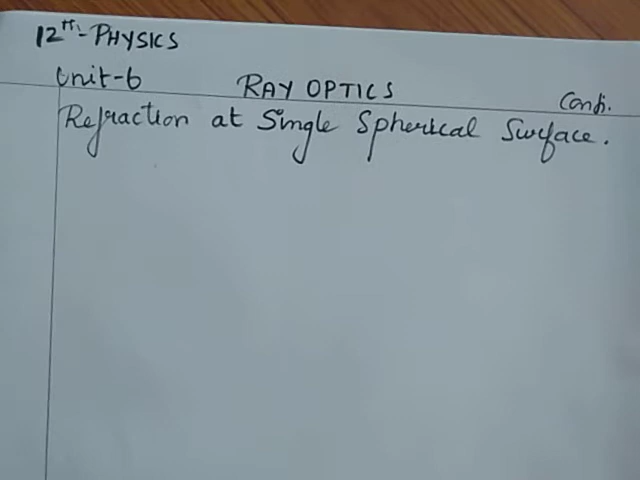 12th- PHYSICS
Unit-6 RAY OPTICS Contd.
Refraction at Single Spherical Surface.